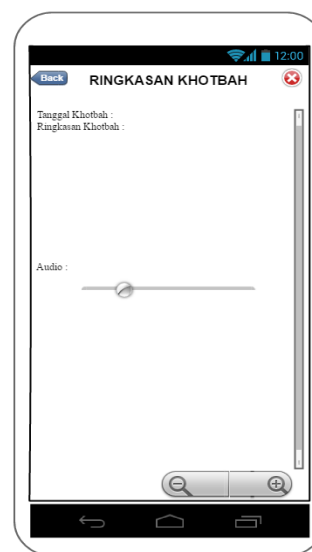 12:00
Back
RINGKASAN KHOTBAH
Tanggal Khotbah :
Ringkasan Khotbah :
Audio :